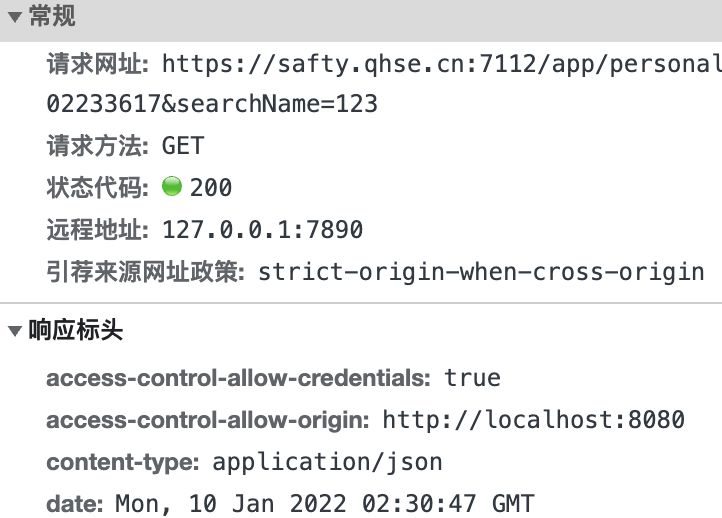 常规
请求网址: https://safty.qhse.cn:7112/app/personal
02233617&searchName=123
请求方法: GET
状态代码: 200
远程地址: 127.0.0.1:7890
引荐来源网址政策: strict-origin-when-cross-origin
响应标头
access-control-allow-credentials: true
access-control-allow-origin: http://localhost:8080
content-type: application/json
date: Mon, 10 Jan 2022 02:30:47 GMT